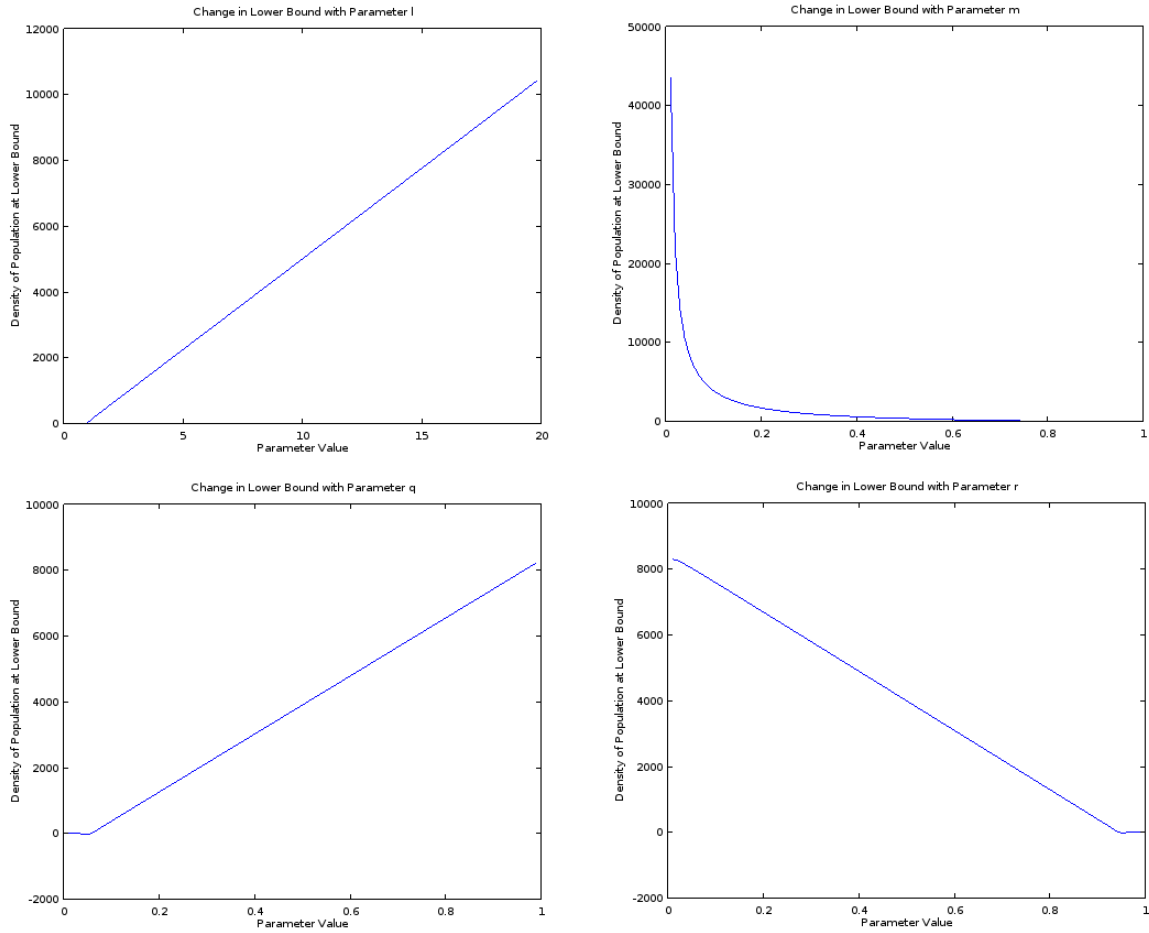 Change in Lower Bound with Parameter l
12000
10000
8000
6000
4000
2000
0
Density of Population at Lower Bound
0 5 10 15 20
Parameter Value
Change in Lower Bound with Parameter m
50000
40000
30000
20000
10000
0
Density of Population at Lower Bound
0 0.2 0.4 0.6 0.8 1
Parameter Value
Change in Lower Bound with Parameter q
10000
8000
6000
4000
2000
0
-2000
Density of Population at Lower Bound
0 0.2 0.4 0.6 0.8 1
Parameter Value
Change in Lower Bound with Parameter r
10000
8000
6000
4000
2000
0
-2000
Density of Population at Lower Bound
0 0.2 0.4 0.6 0.8 1
Parameter Value